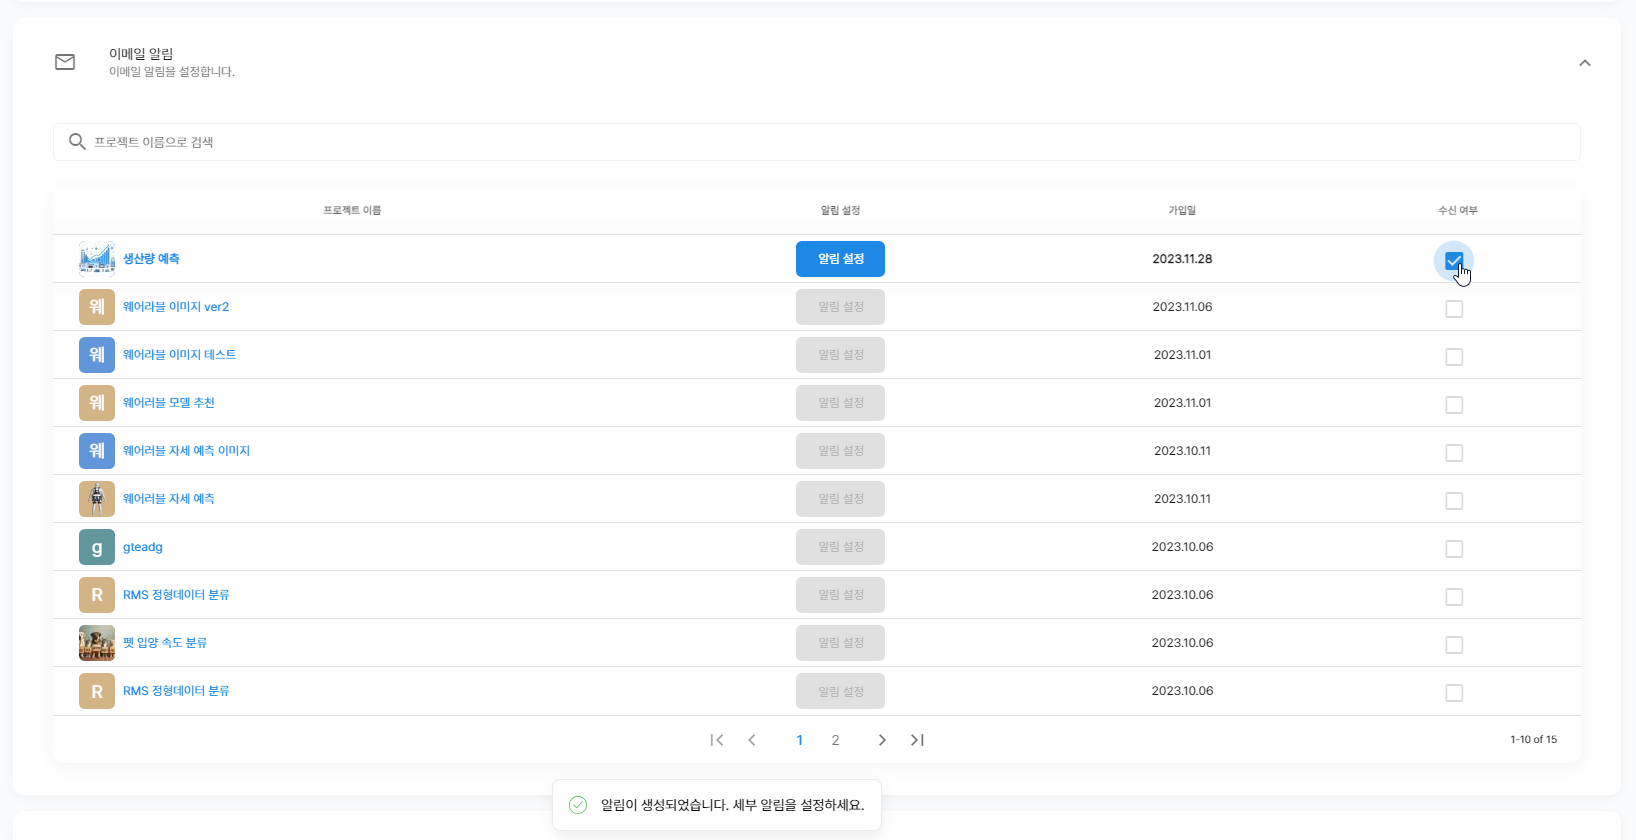 이메일 알림
이메일 알림을 설정합니다.
프로젝트 이름으로 검색
프로젝트 이름 알림 설정 가입일 수신 여부
생산량 예측 알림 설정 2023.11.28
웨 웨어라블 이미지 ver2 알림 설정 2023.11.06
웨 웨어라블 이미지 테스트 알림 설정 2023.11.01
웨 웨어러블 모델 추천 알림 설정 2023.11.01
웨 웨어러블 자세 예측 이미지 알림 설정 2023.10.11
웨어러블 자세 예측 알림 설정 2023.10.11
g gteadg 알림 설정 2023.10.06
R RMS 정형데이터 분류 알림 설정 2023.10.06
펫 입양 속도 분류 알림 설정 2023.10.06
R RMS 정형데이터 분류 알림 설정 2023.10.06
1 2 1-10 of 15
알림이 생성되었습니다. 세부 알림을 설정하세요.